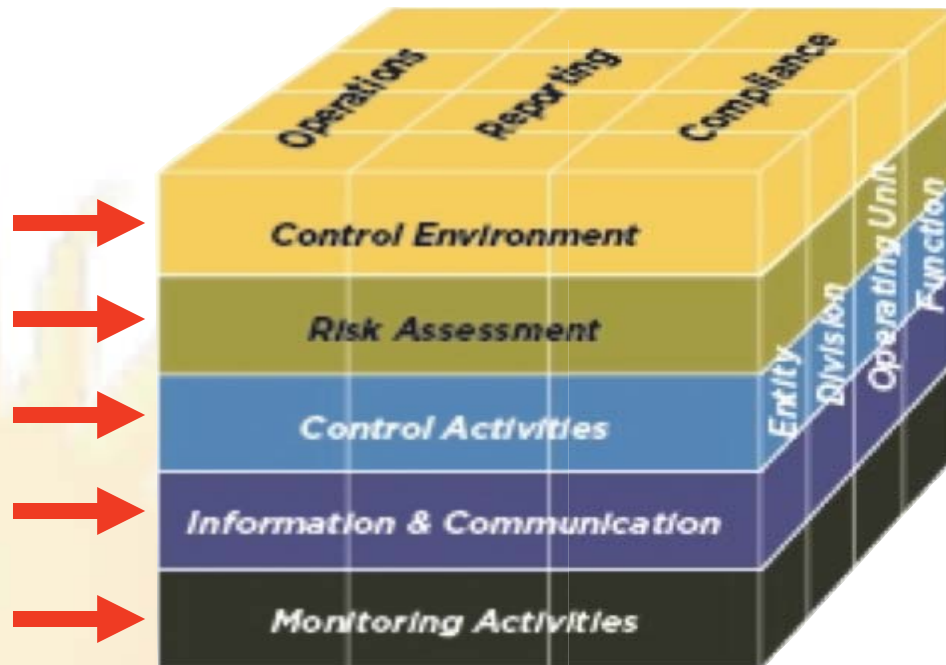 Operations
Reporting
Compliance
Control Environment
Risk Assessment
Control Activities
Information & Communication
Monitoring Activities
Entity
Division
Operating Unit
Function